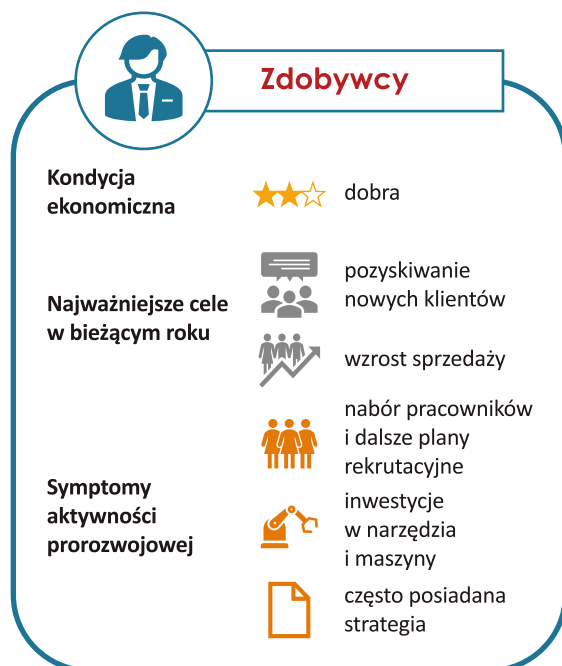 Zdobywcy
Kondycja
ekonomiczna
dobra
Najważniejsze cele
w bieżącym roku
pozyskiwanie
nowych klientów
wzrost sprzedaży
Symptomy
aktywności
prorozwojowej
nabór pracowników
i dalsze plany
rekrutacyjne
inwestycje
w narzędzia
i maszyny
często posiadana
strategia